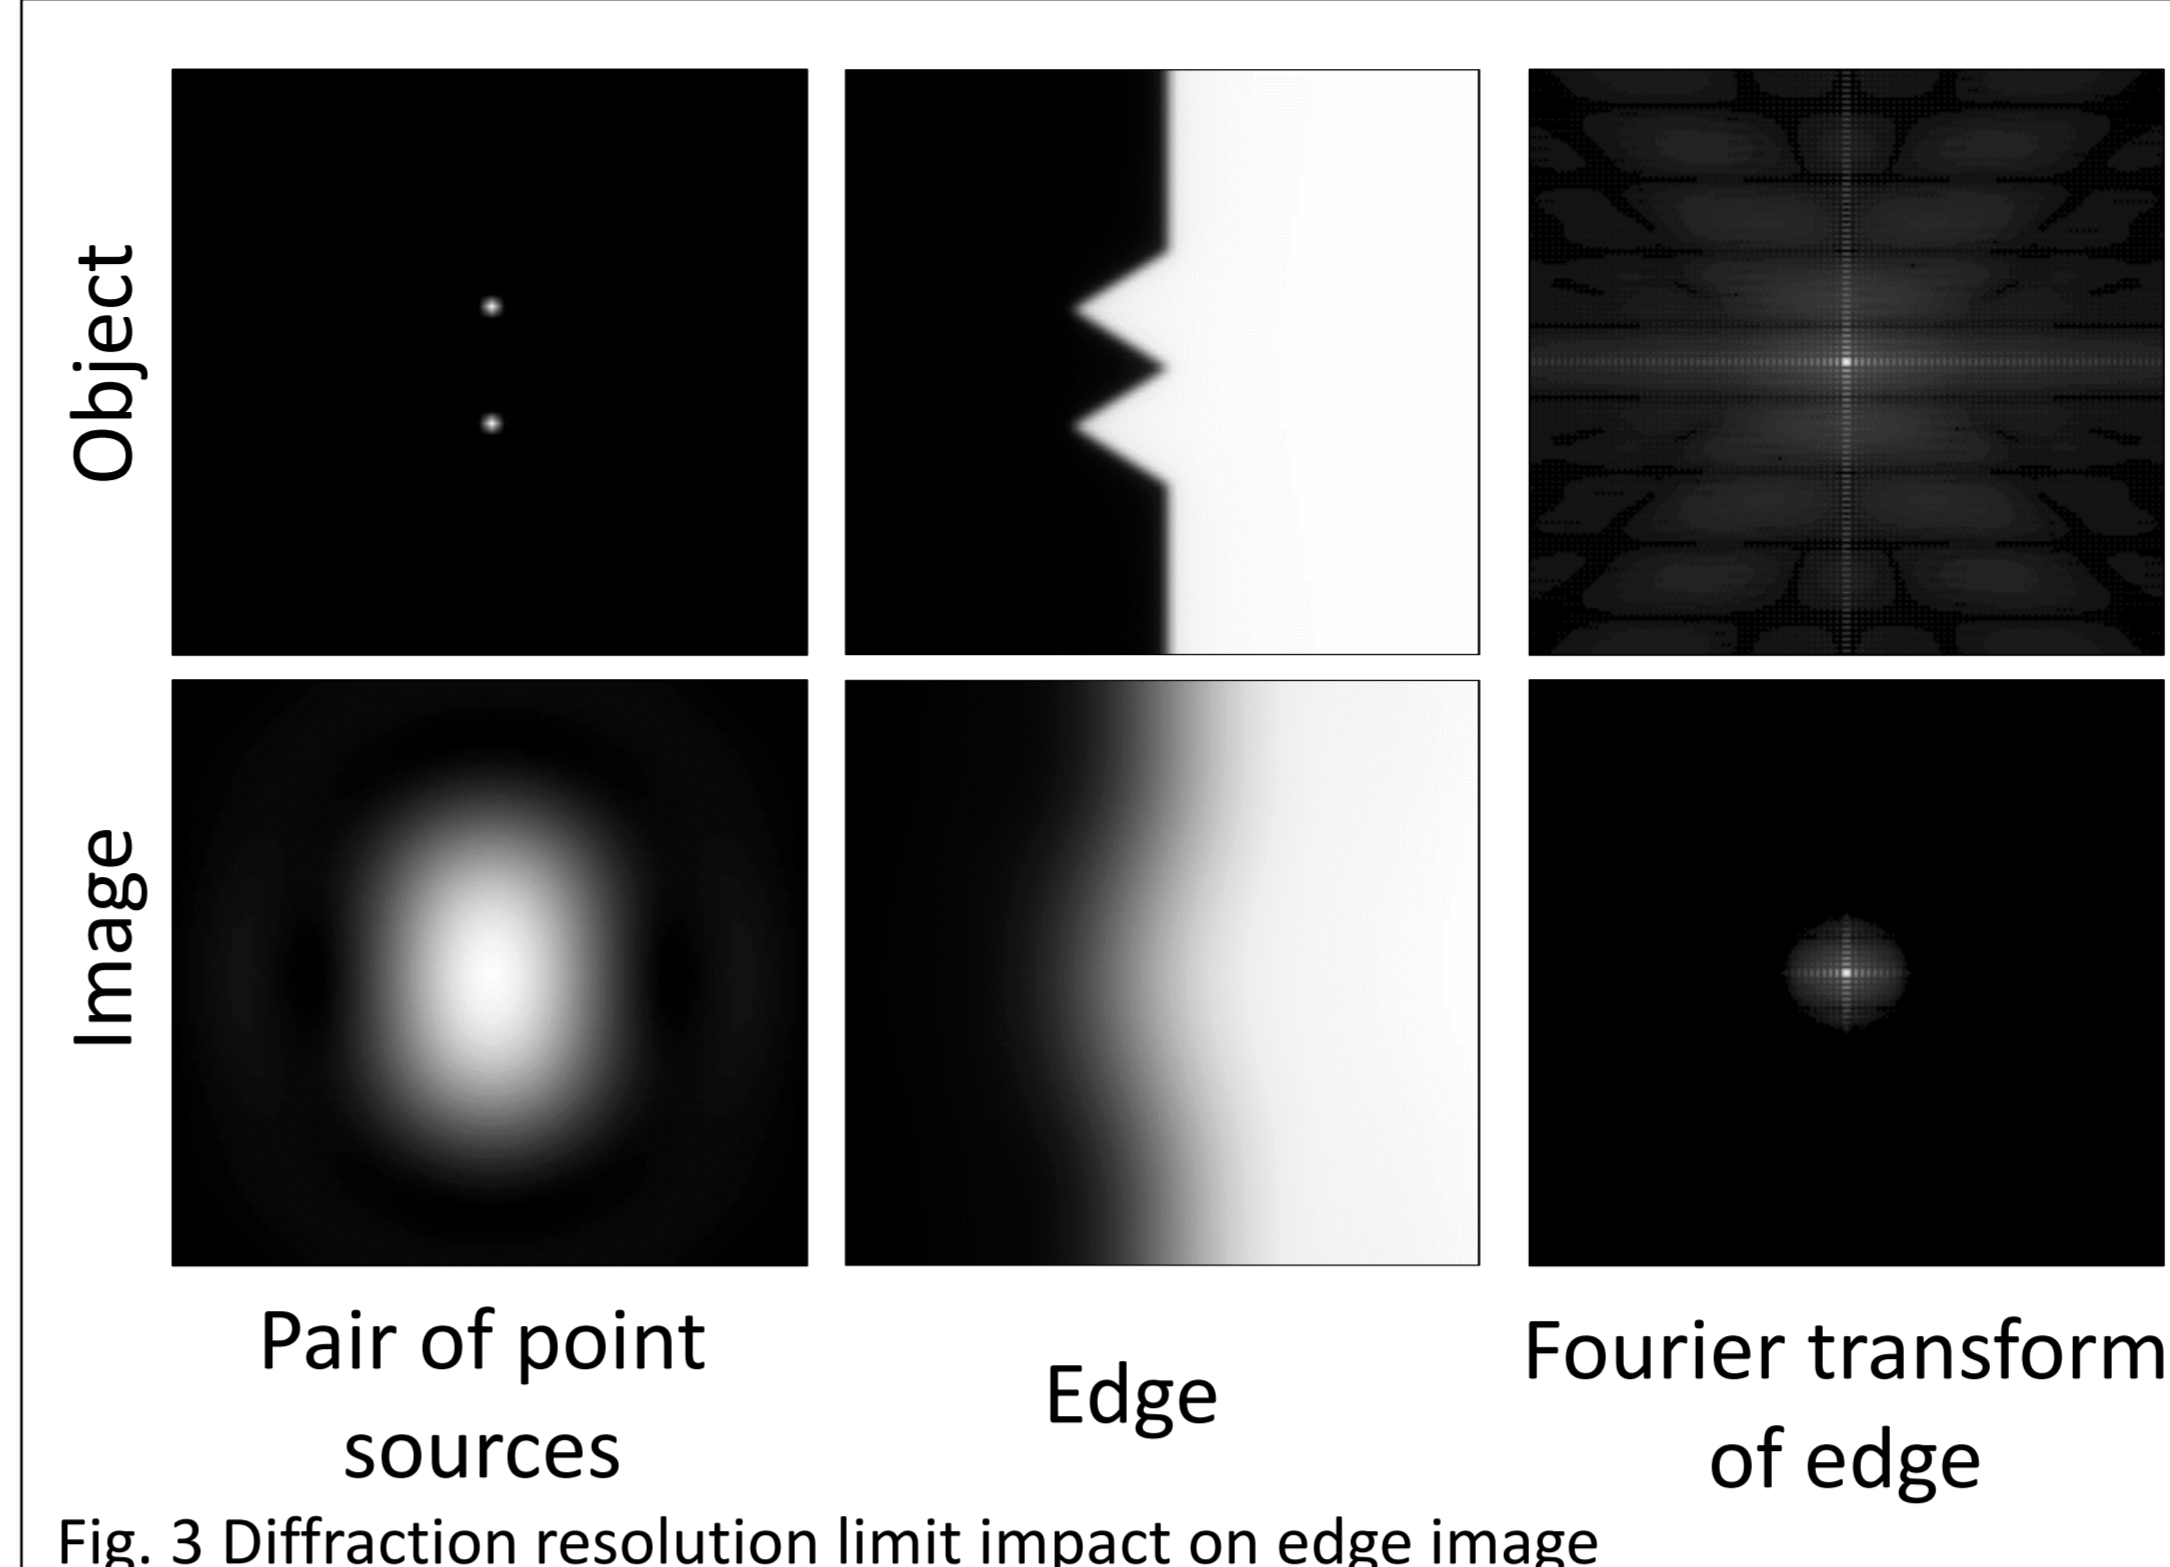 Object
Image
Pair of point
sources
Edge
Fourier transform
of edge
Fig. 3 Diffraction resolution limit impact on edge image